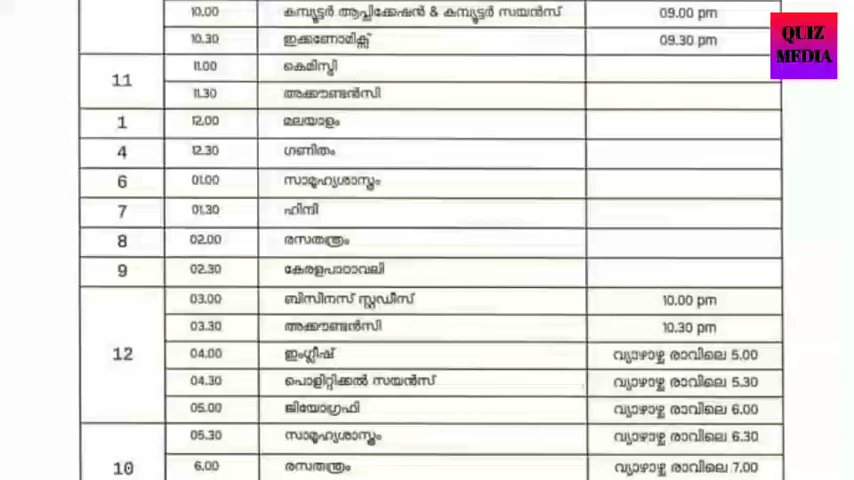 10.00 കമ്പ്യൂട്ടർ ആപ്ലിക്കേഷൻ & കമ്പ്യൂട്ടർ സയൻസ് 09.00 pm
10.30 ഇക്കണോമിക്സ് 09.30 pm
QUIZ
MEDIA
11
11.00 കെമിസ്ട്രി
11.30 അക്കൗണ്ടൻസി
1 12.00 മലയാളം
4 12.30 ഗണിതം
6 01.00 സാമൂഹ്യശാസ്ത്രം
7 01.30 ഹിന്ദി
8 02.00 രസതന്ത്രം
9 02.30 കേരളപാഠാവലി
12
03.00 ബിസിനസ് സ്റ്റഡീസ് 10.00 pm
03.30 അക്കൗണ്ടൻസി 10.30 pm
04.00 ഇംഗ്ലീഷ് വ്യാഴാഴ്ച രാവിലെ 5.00
04.30 പൊളിറ്റിക്കൽ സയൻസ് വ്യാഴാഴ്ച രാവിലെ 5.30
05.00 ജിയോഗ്രഫി വ്യാഴാഴ്ച രാവിലെ 6.00
10
05.30 സാമൂഹ്യശാസ്ത്രം വ്യാഴാഴ്ച രാവിലെ 6.30
6.00 രസതന്ത്രം വ്യാഴാഴ്ച രാവിലെ 7.00